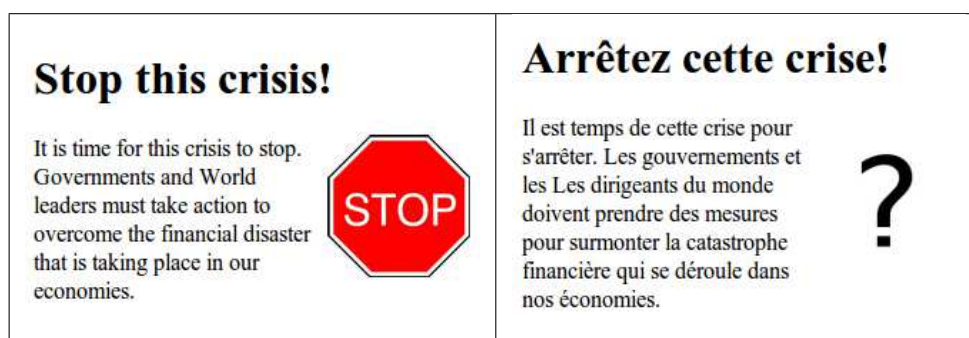 Stop this crisis!
It is time for this crisis to stop.
Governments and World
leaders must take action to
overcome the financial disaster
that is taking place in our
economies.
STOP
Arrêtez cette crise!
Il est temps de cette crise pour
s'arrêter. Les gouvernements et
les Les dirigeants du monde
doivent prendre des mesures
pour surmonter la catastrophe
financière qui se déroule dans
nos économies.
?